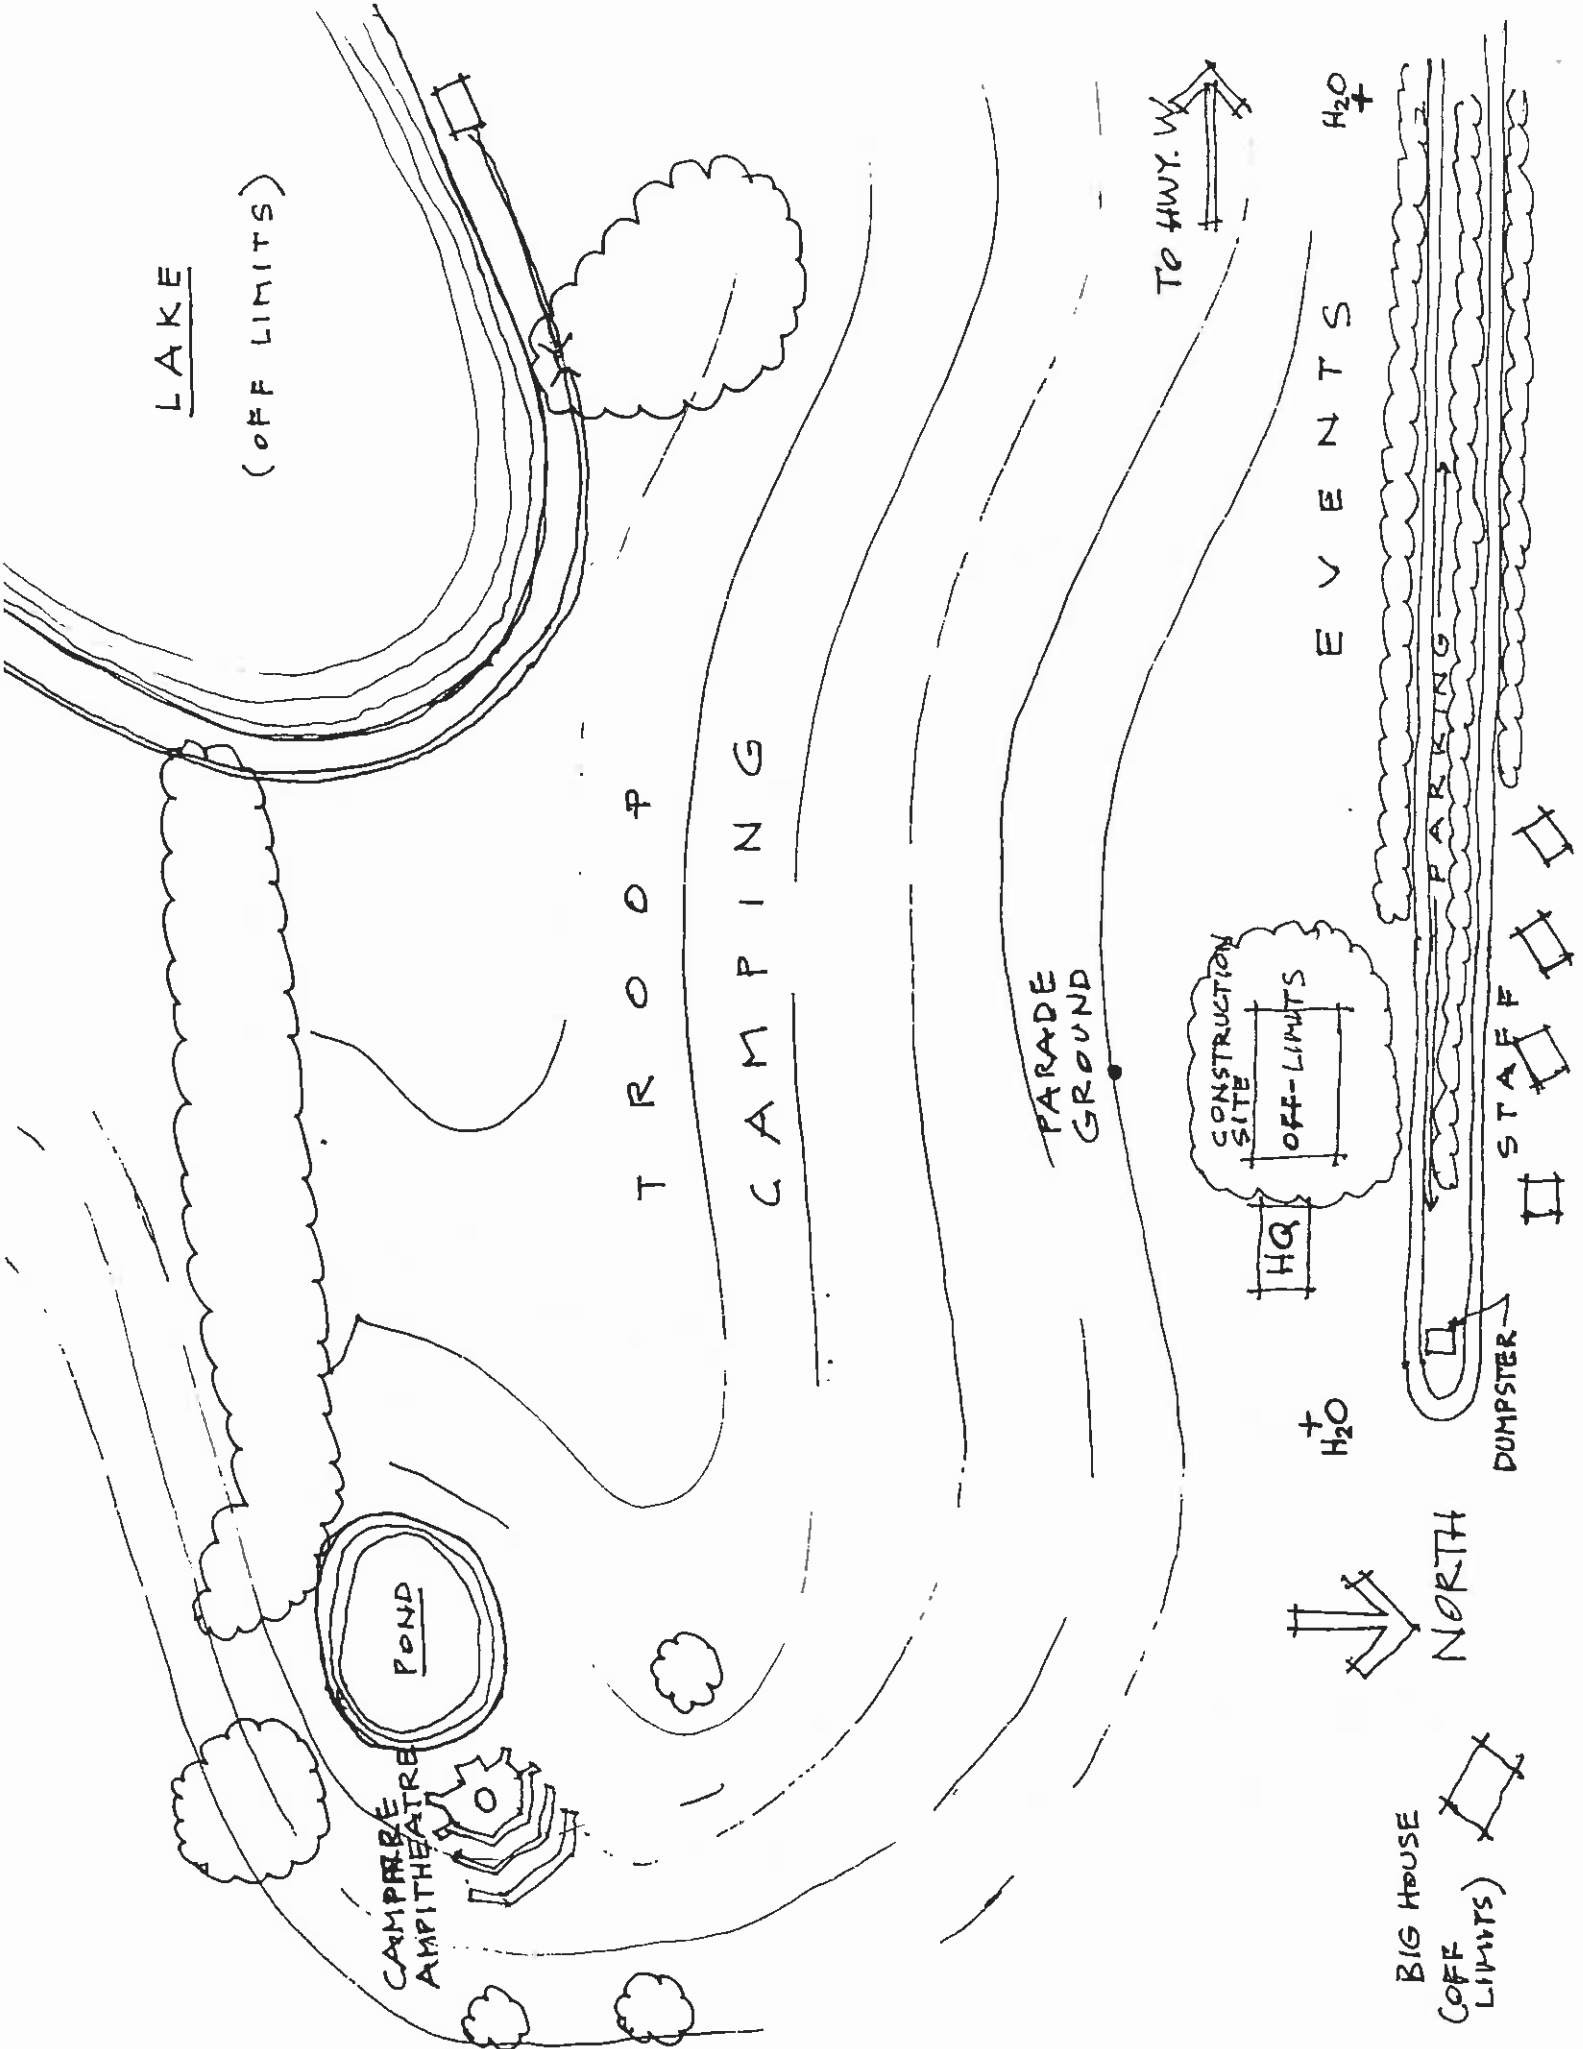 LAKE
(OFF LIMITS)
TO HWY. W
H₂O
EVENTS
TROOP
CAMPING
PARKING
PARADE
GROUND
CONSTRUCTION
SITE
OFF-LIMITS
HQ
STAFF
POND
CAMPFIRE
AMPITHEATRE
H₂O
DUMPSTER
NORTH
BIG HOUSE
(OFF
LIMITS)